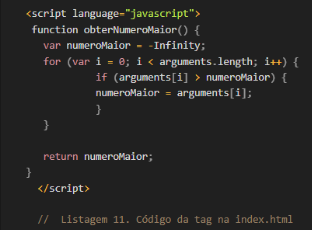 <script language="javascript">
function obterNumeroMaior() {
var numeroMaior = -Infinity;
for (var i = 0; i < arguments.length; i++) {
if (arguments[i] > numeroMaior) {
numeroMaior = arguments[i];
}
}
return numeroMaior;
}
</script>
// Listagem 11. Código da tag na index.html